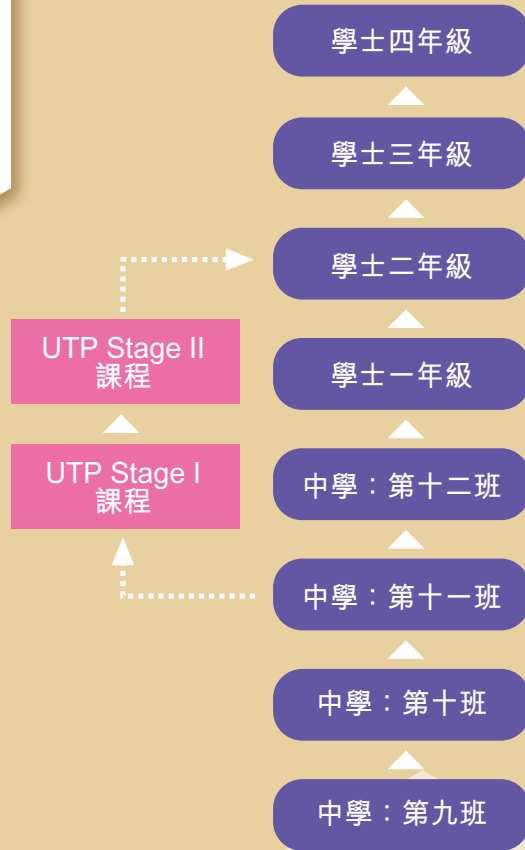 學士四年級
學士三年級
學士二年級
UTP Stage II
課程
學士一年級
UTP Stage I
課程
中學：第十二班
中學：第十一班
中學：第十班
中學：第九班